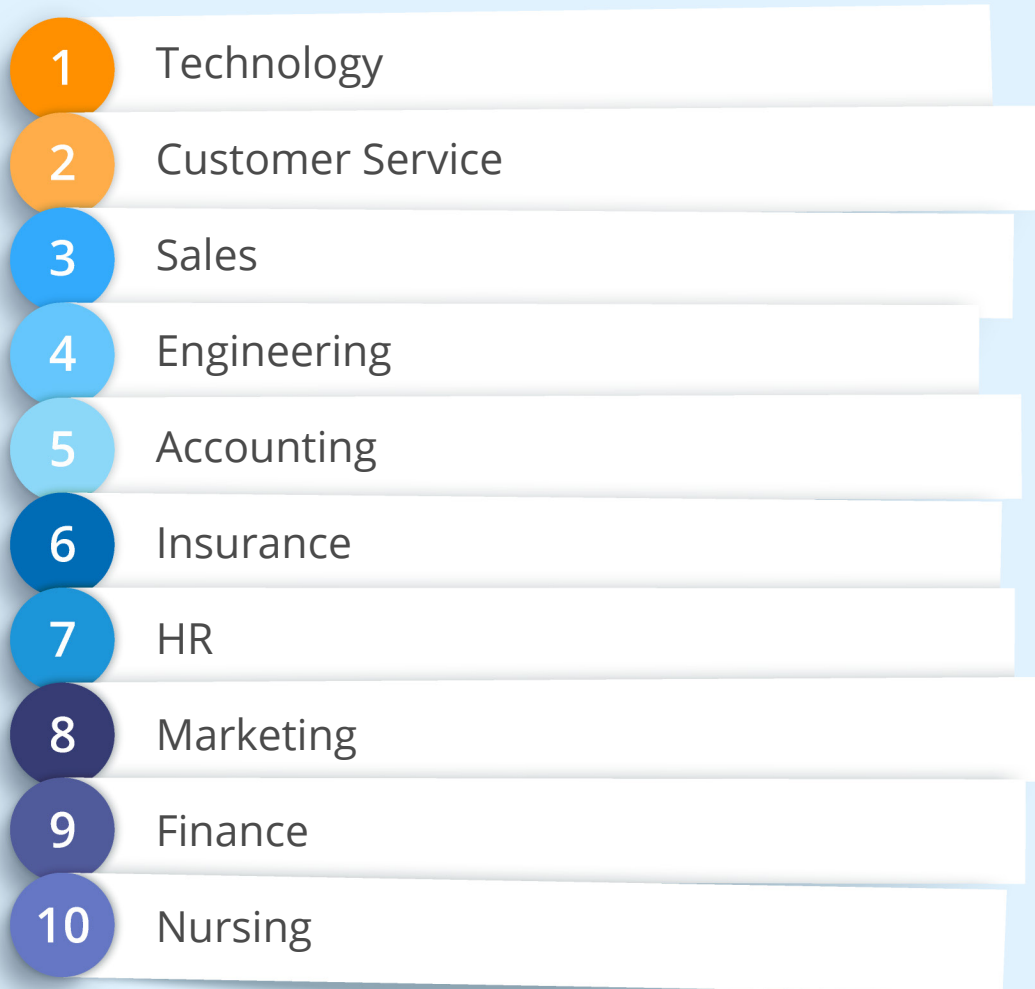 1 Technology
2 Customer Service
3 Sales
4 Engineering
5 Accounting
6 Insurance
7 HR
8 Marketing
9 Finance
10 Nursing